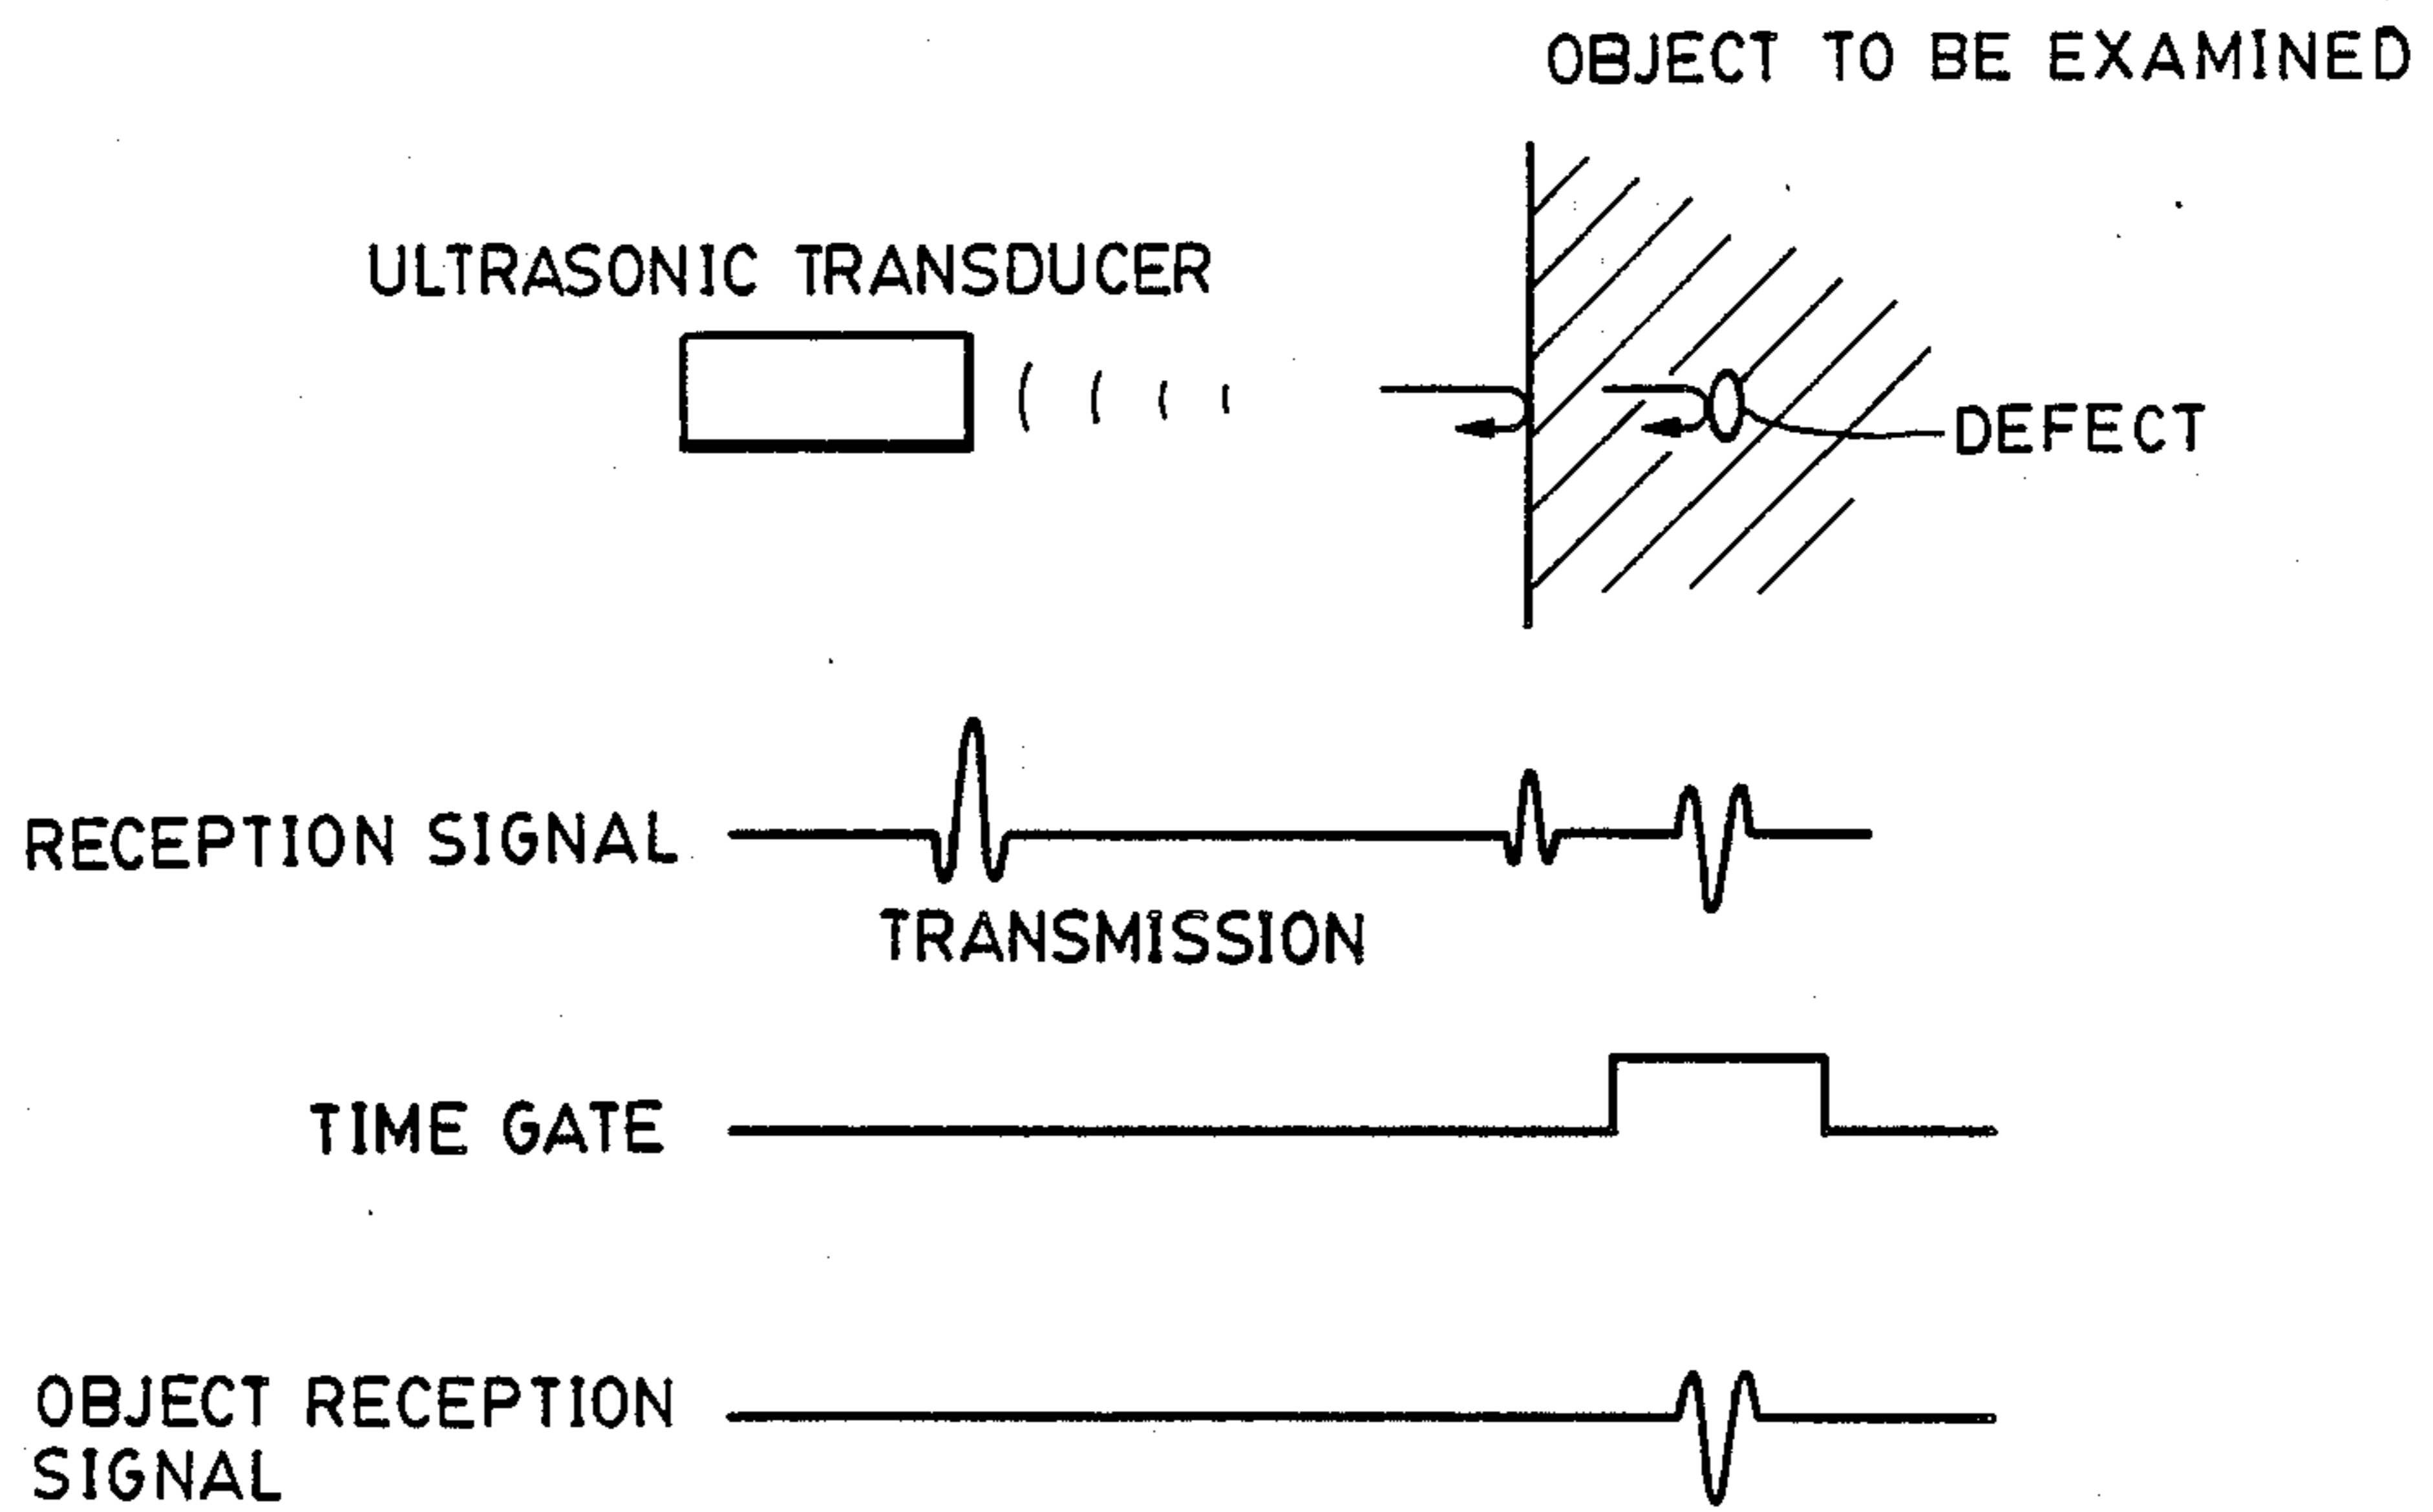 OBJECT TO BE EXAMINED
ULTRASONIC TRANSDUCER
DEFECT
RECEPTION SIGNAL
TRANSMISSION
TIME GATE
OBJECT RECEPTION
SIGNAL